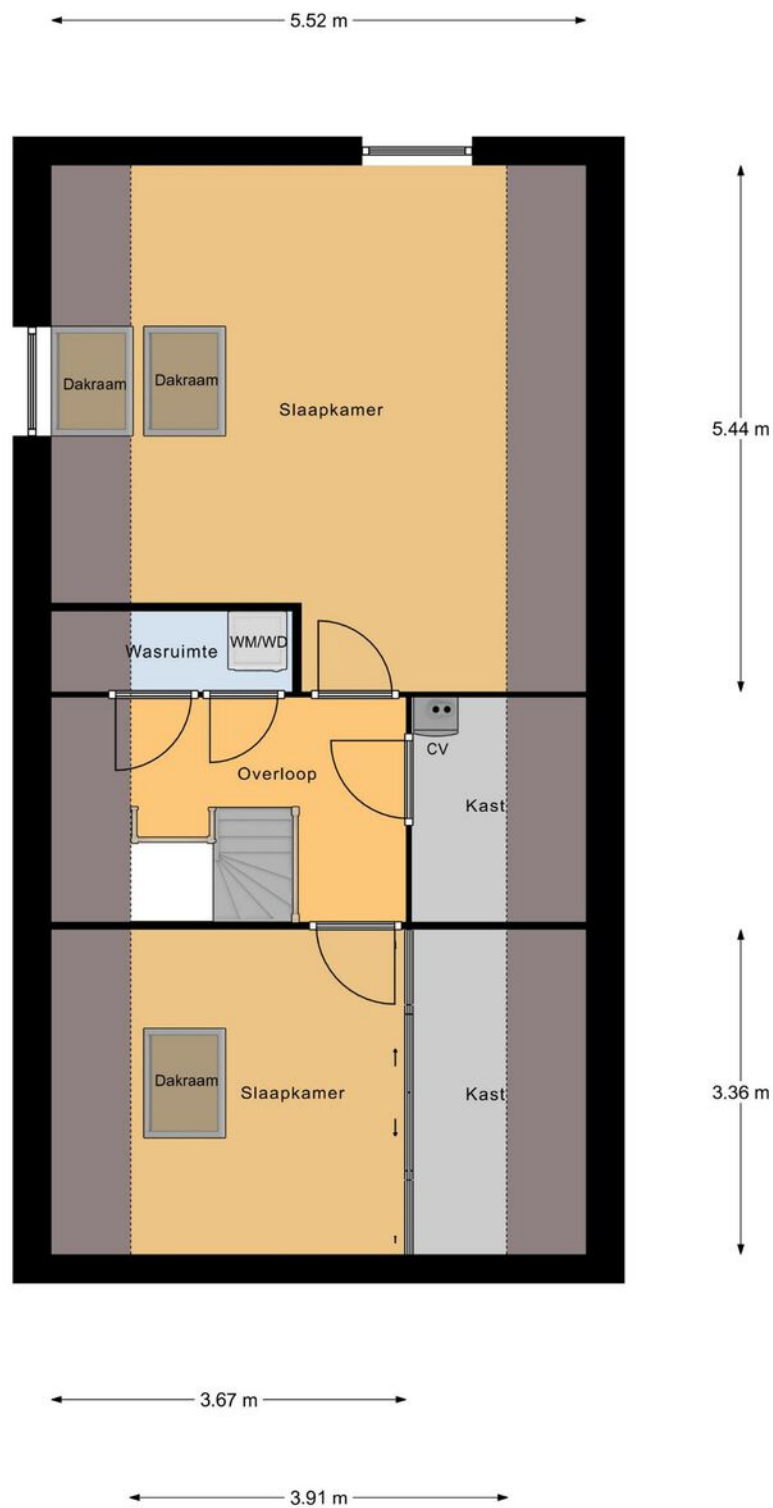 5.52 m
Dakraam
Dakraam
Slaapkamer
5.44 m
Wasruimte
WM/WD
CV
Overloop
Kast
Dakraam
Slaapkamer
Kast
3.36 m
3.67 m
3.91 m